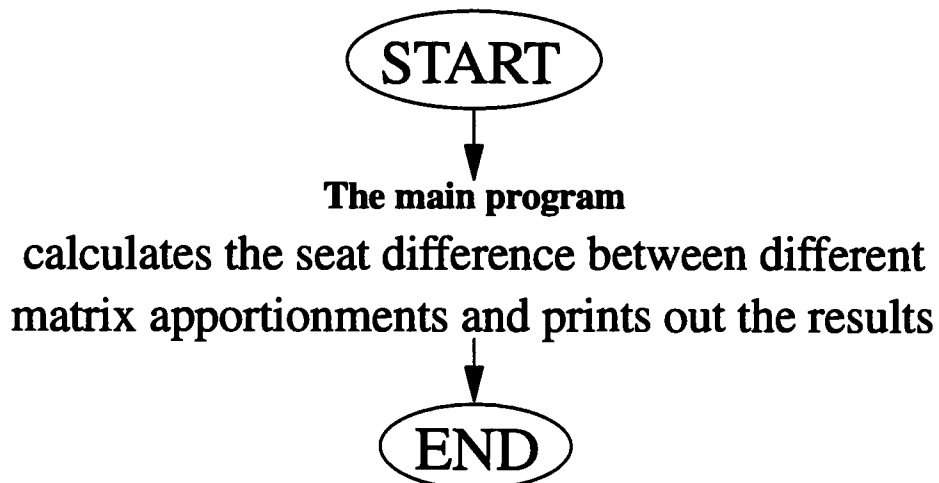 START
The main program
calculates the seat difference between different
matrix apportionments and prints out the results
END